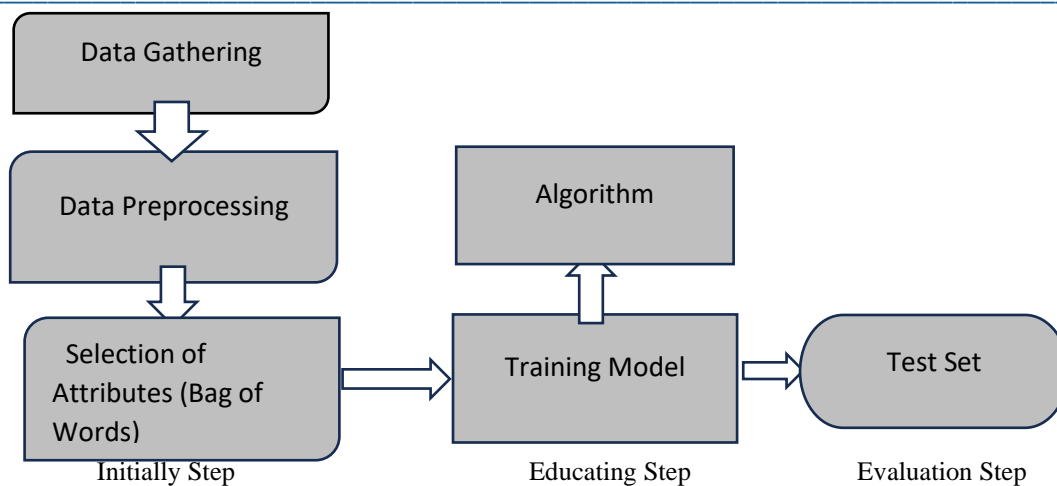 Data Gathering
Data Preprocessing
Algorithm
Selection of
Attributes (Bag of
Words)
Training Model
Test Set
Initially Step
Educating Step
Evaluation Step